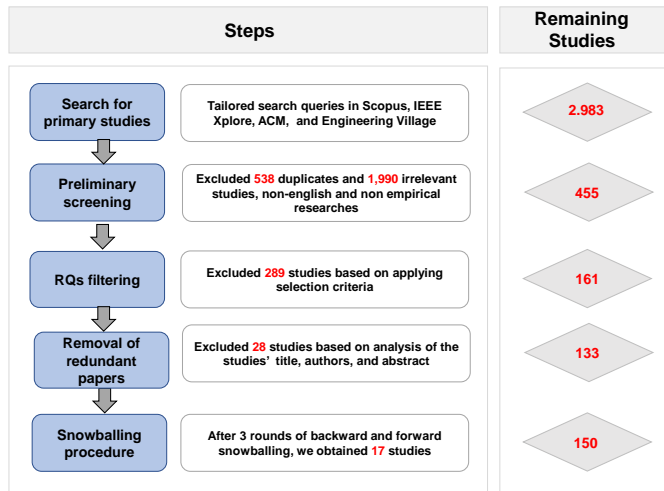 Steps
Remaining
Studies
Search for
primary studies
Tailored search queries in Scopus, IEEE
Xplore, ACM, and Engineering Village
2.983
Preliminary
screening
Excluded 538 duplicates and 1,990 irrelevant
studies, non-english and non empirical
researches
455
RQs filtering
Excluded 289 studies based on applying
selection criteria
161
Removal of
redundant
papers
Excluded 28 studies based on analysis of the
studies' title, authors, and abstract
133
Snowballing
procedure
After 3 rounds of backward and forward
snowballing, we obtained 17 studies
150